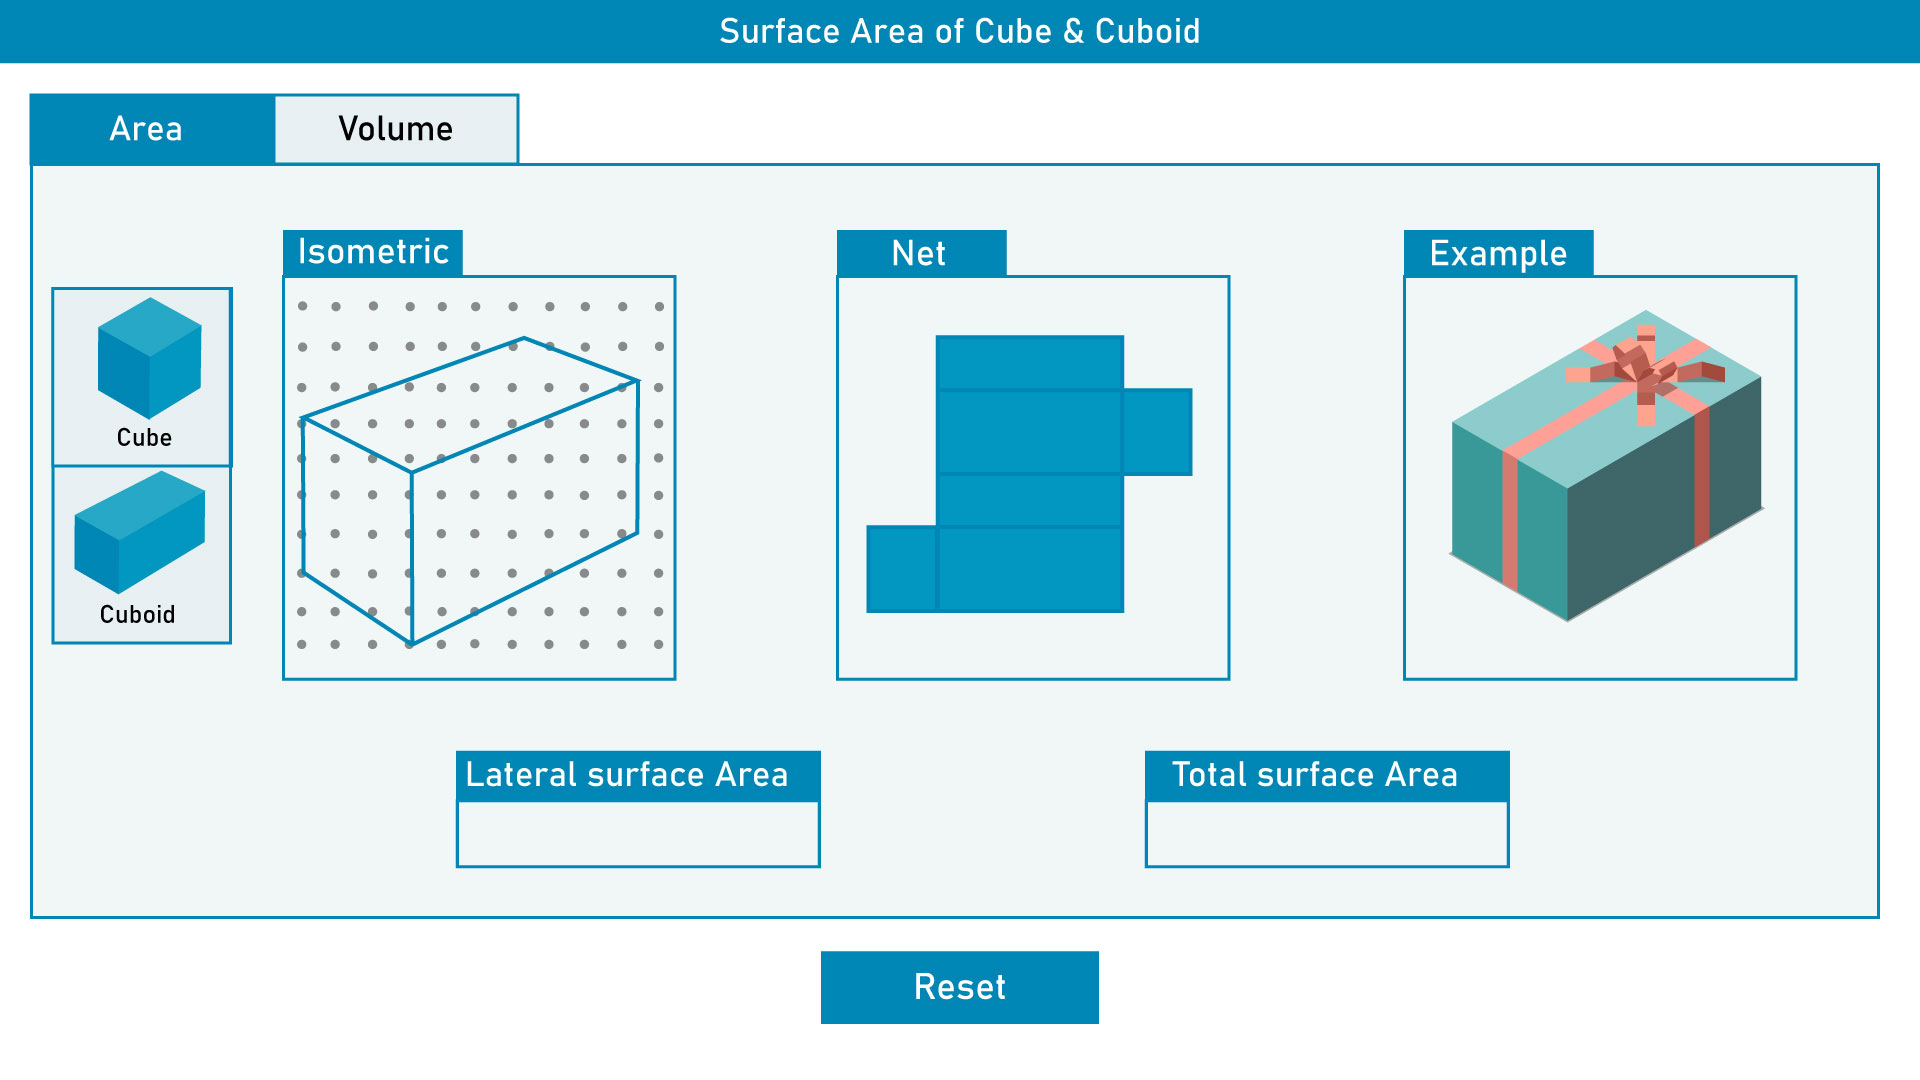 Surface Area of Cube & Cuboid
Area
Volume
Isometric
Net
Example
Cube
Cuboid
Lateral surface Area
Total surface Area
Reset